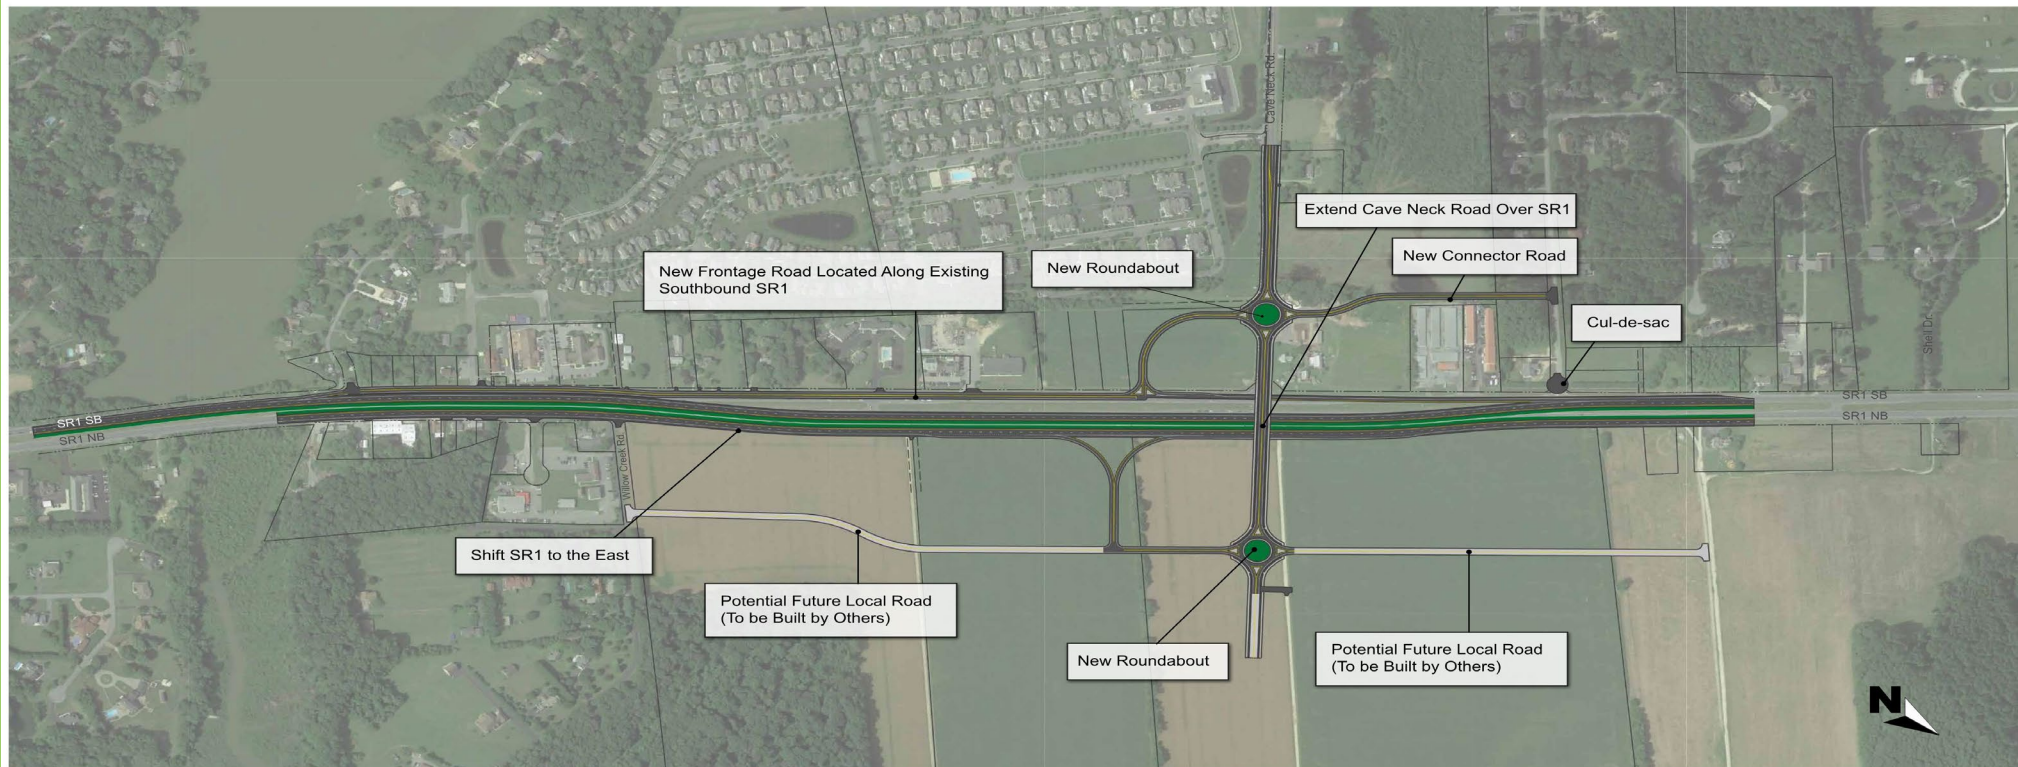 Cave Neck Rd
Extend Cave Neck Road Over SR1
New Connector Road
New Roundabout
New Frontage Road Located Along Existing
Southbound SR1
Cul-de-sac
Shell Dr
SR1 SB
SR1 NB
SR1 SB
SR1 NB
Willow Creek Rd
Shift SR1 to the East
Potential Future Local Road
(To be Built by Others)
New Roundabout
Potential Future Local Road
(To be Built by Others)
N